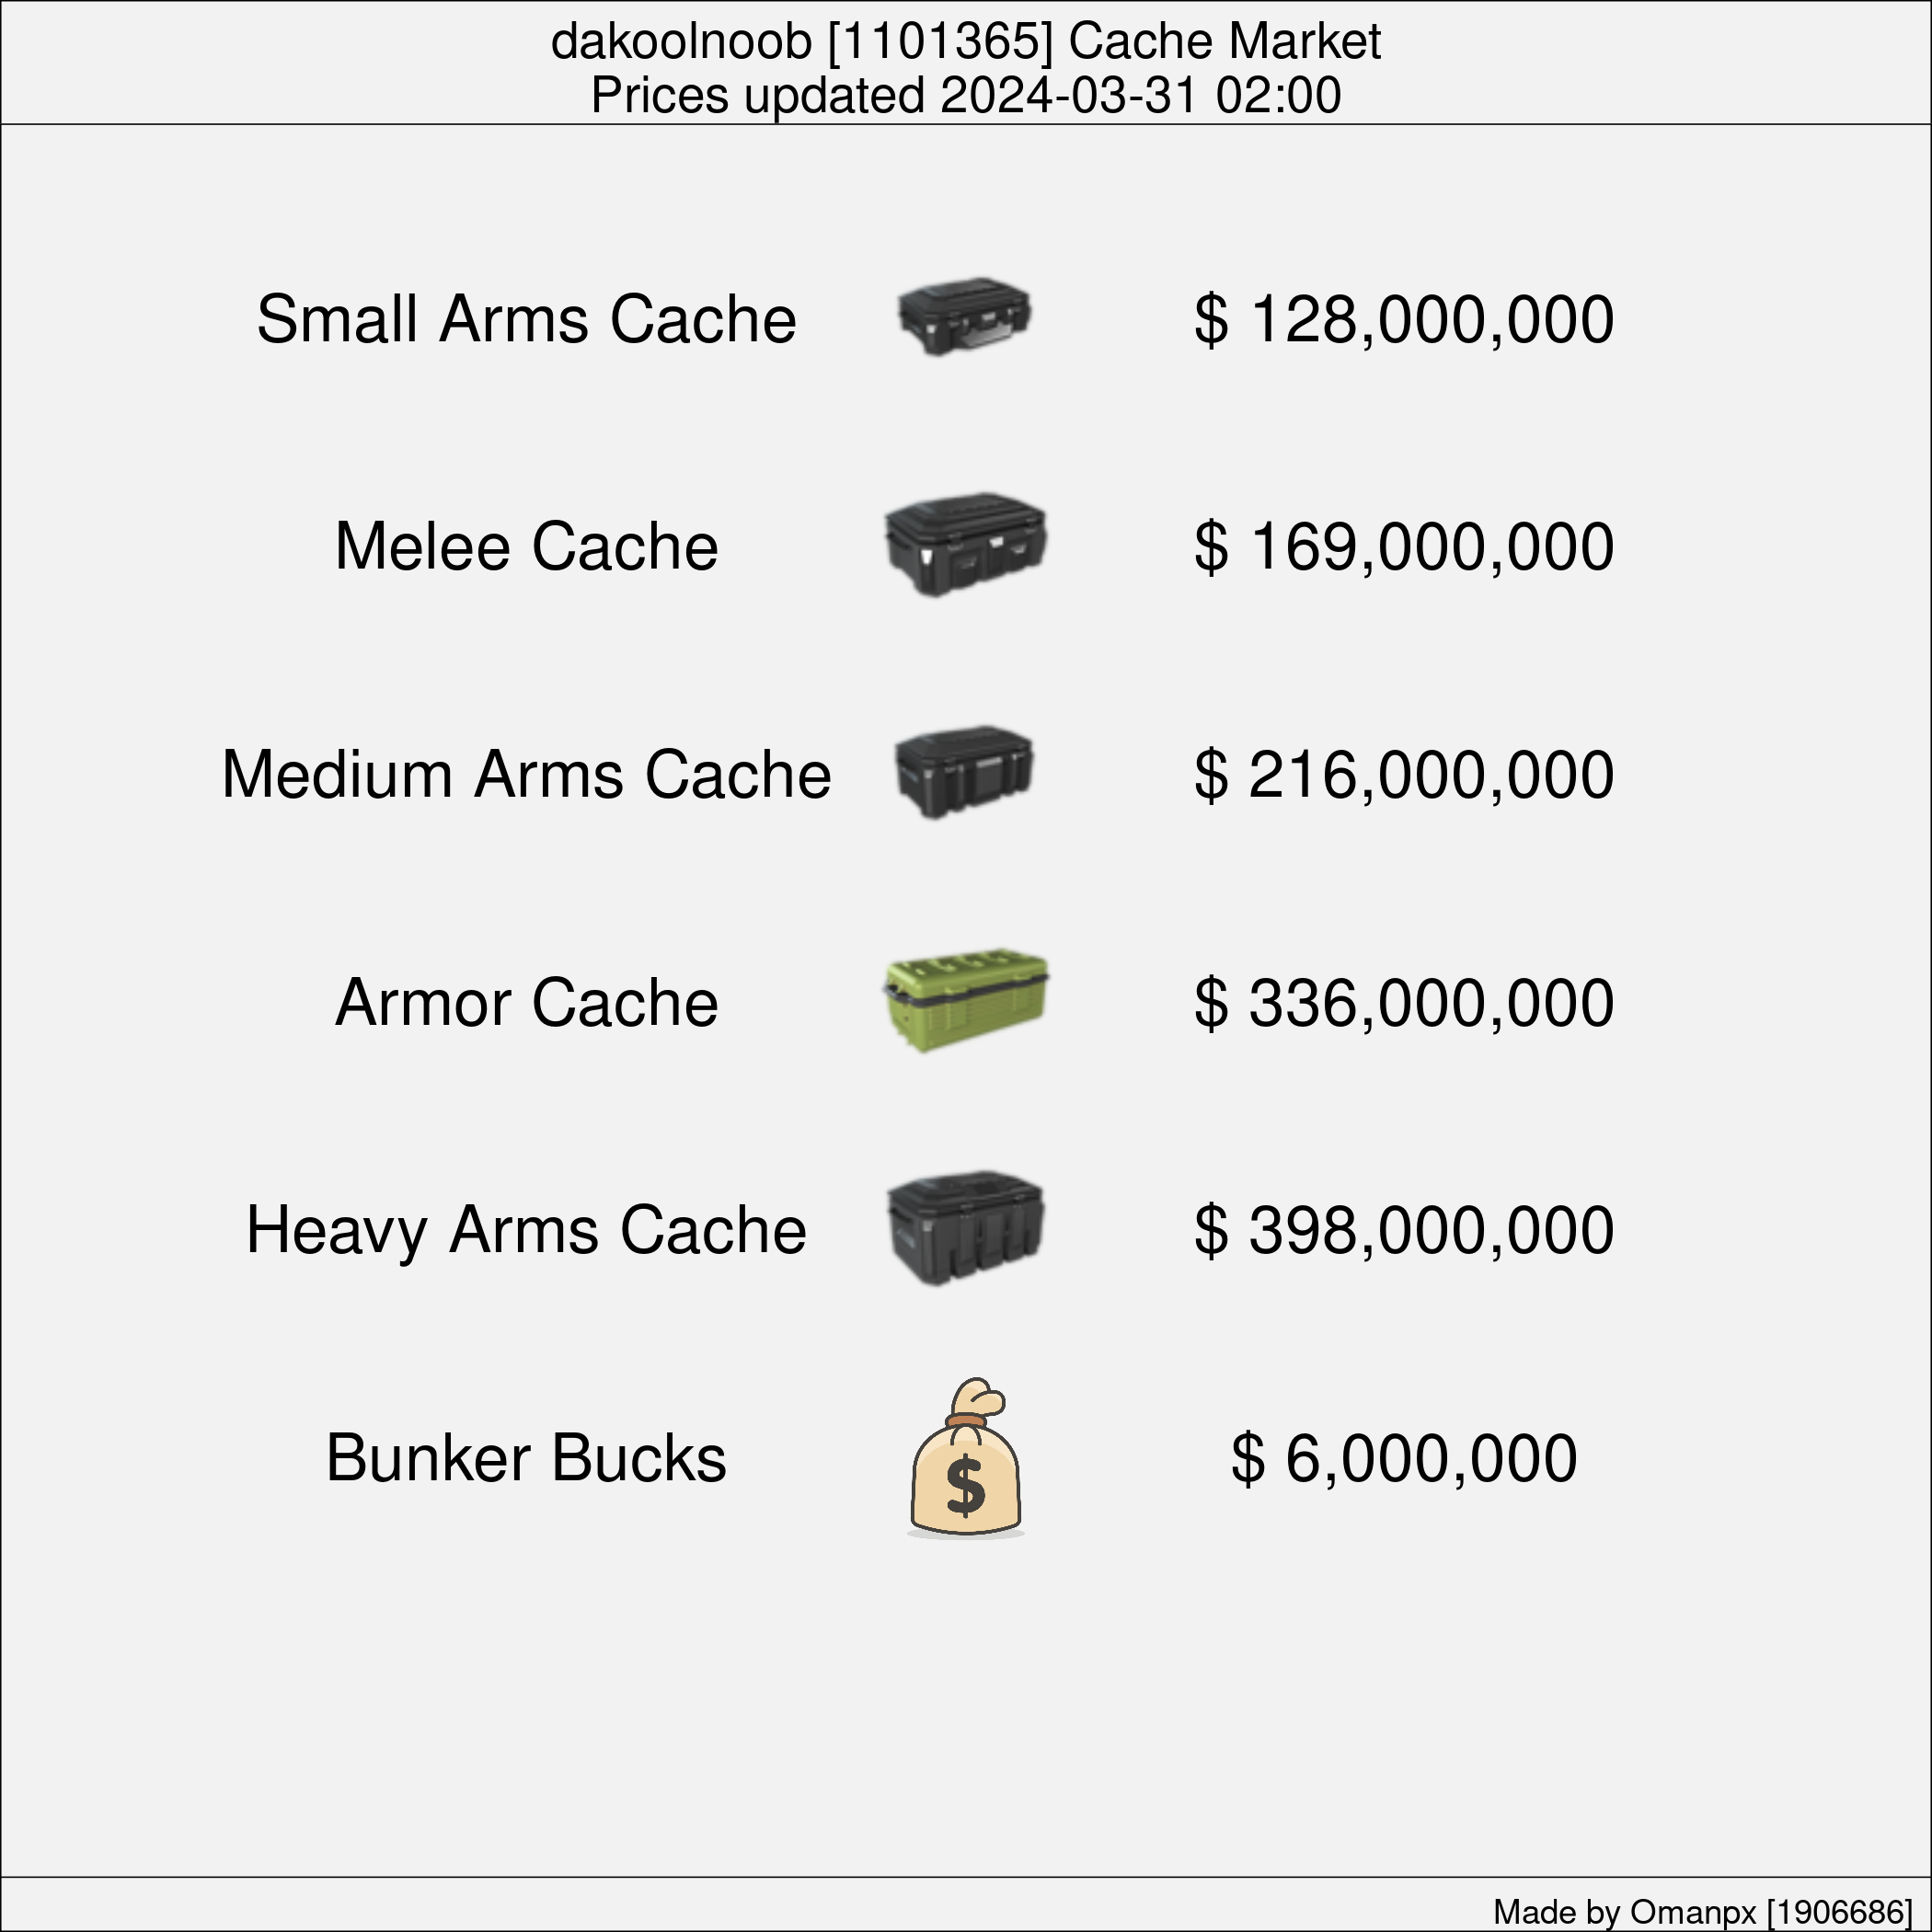 dakoolnoob [1101365] Cache Market
Prices updated 2024-03-31 02:00
Small Arms Cache $ 128,000,000
Melee Cache $ 169,000,000
Medium Arms Cache $ 216,000,000
Armor Cache $ 336,000,000
Heavy Arms Cache $ 398,000,000
Bunker Bucks $ $ 6,000,000
Made by Omanpx [1906686]